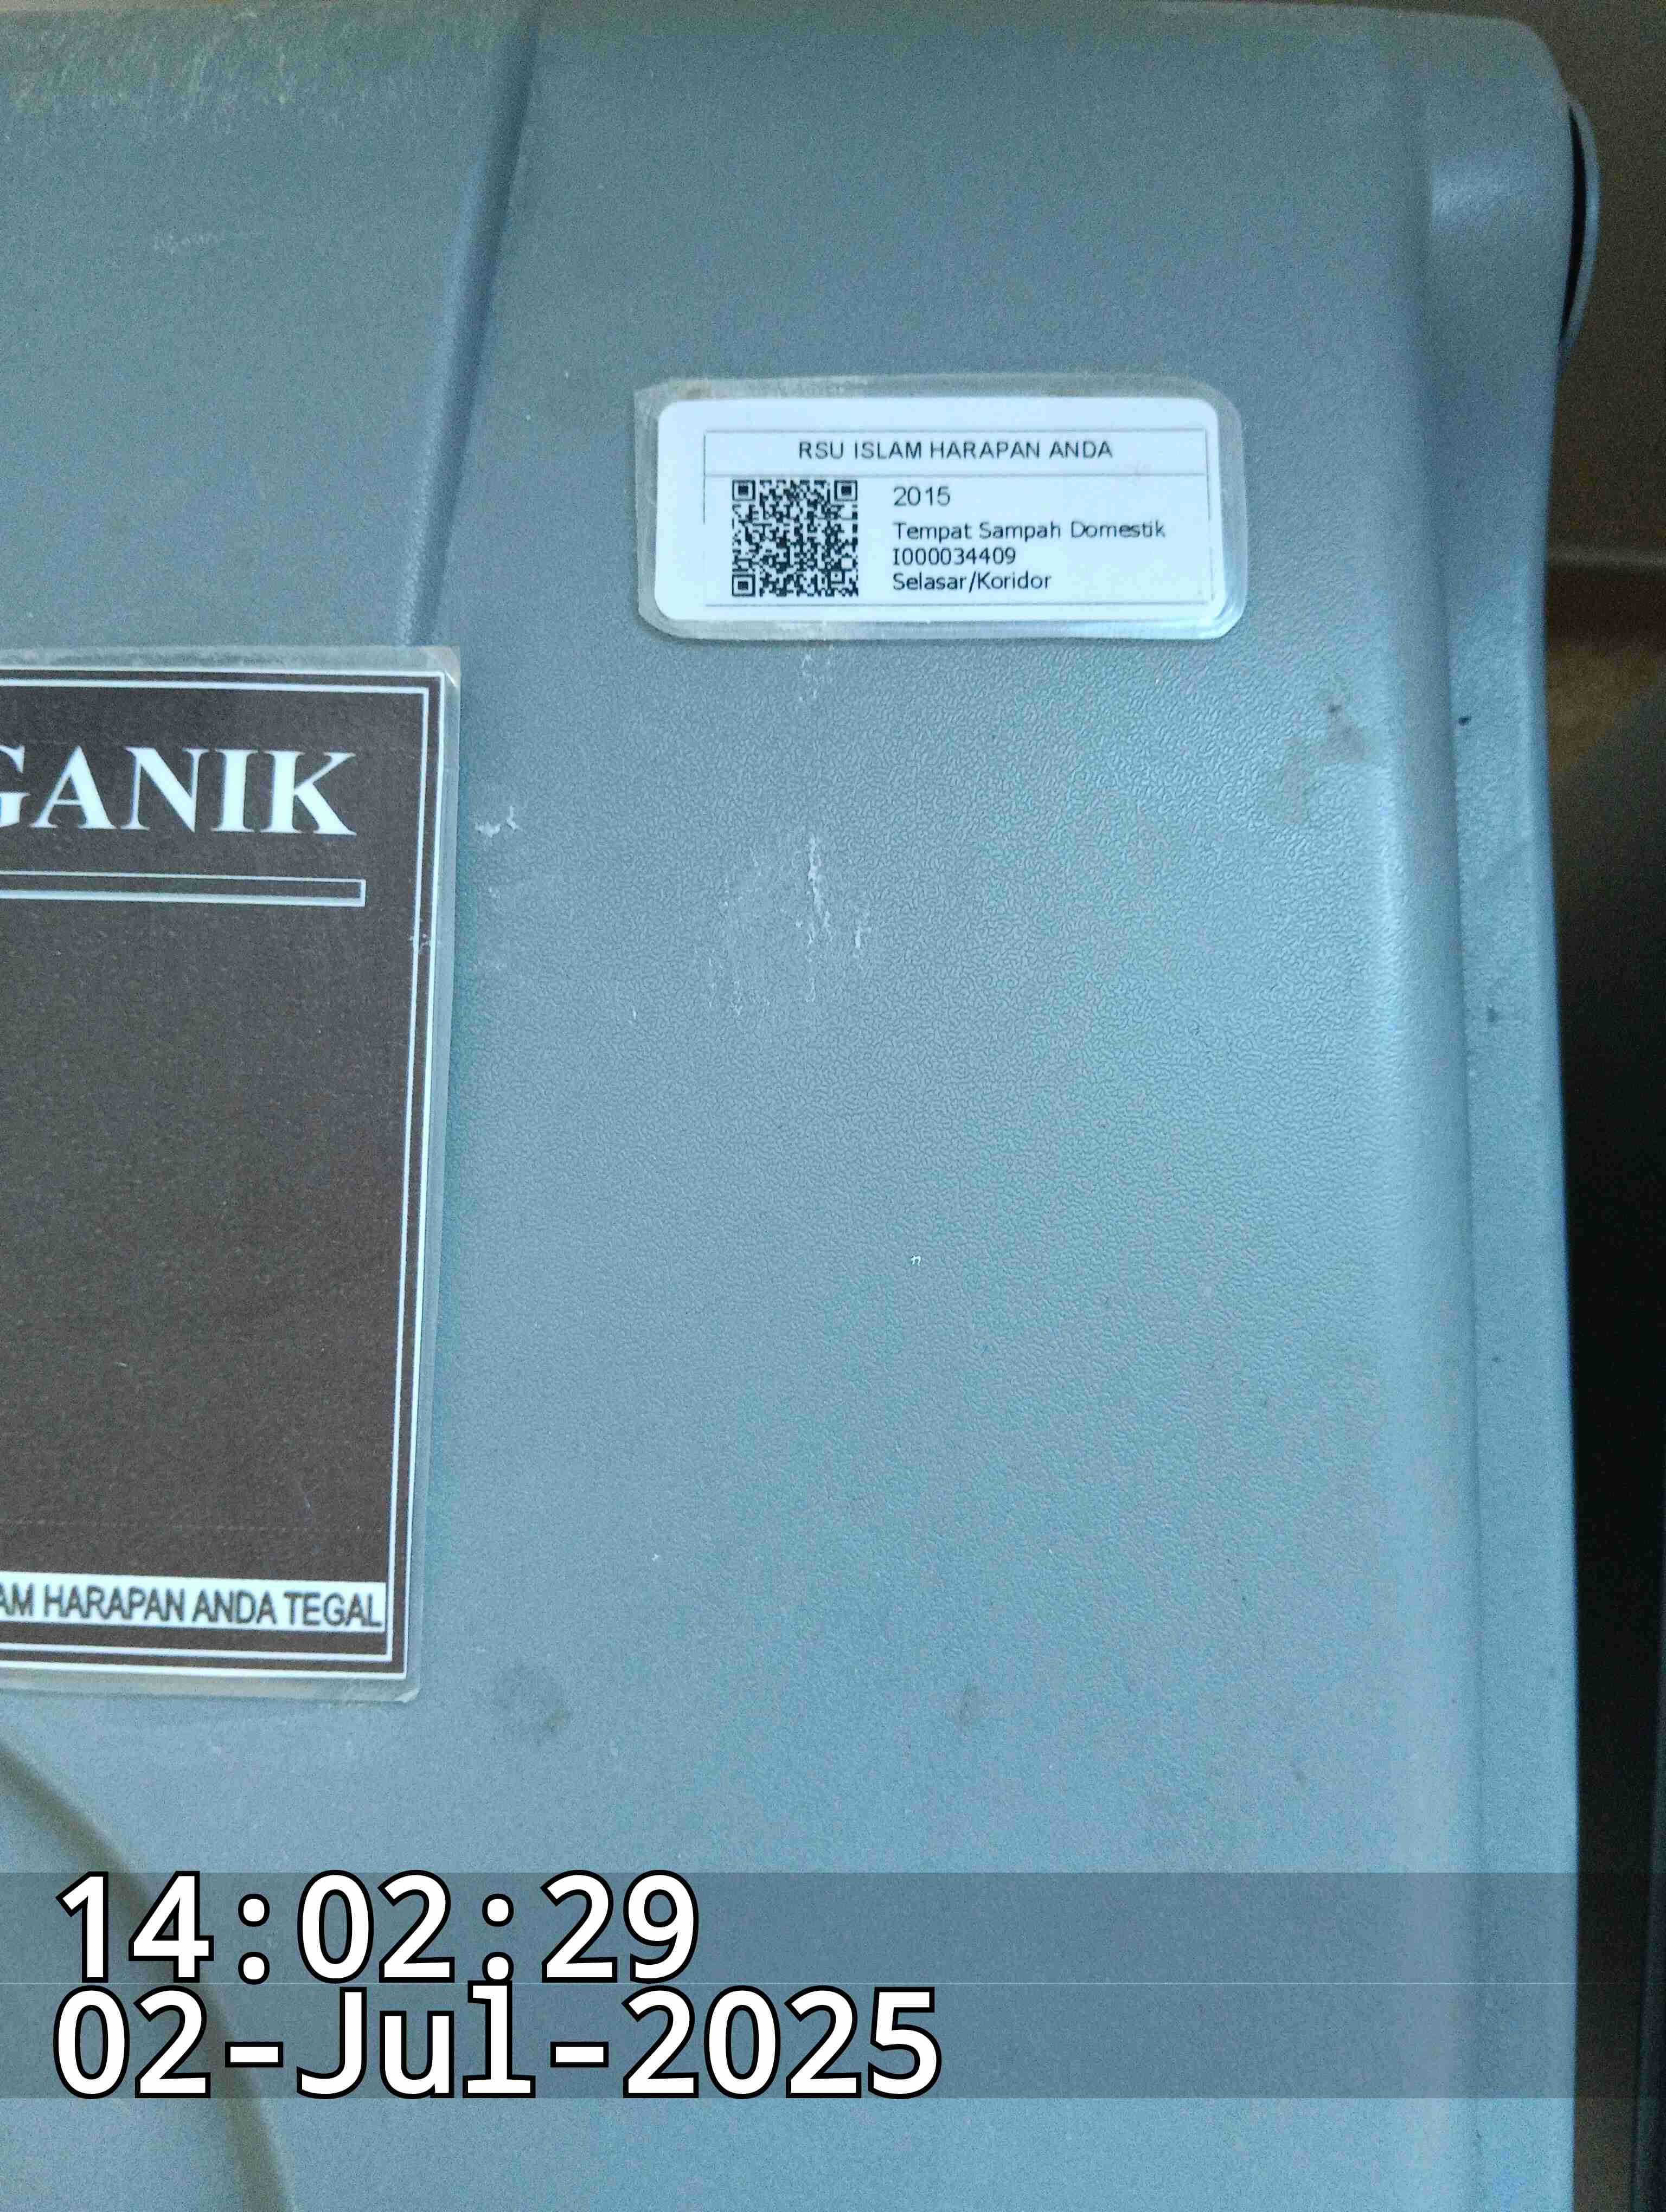 RSU ISLAM HARAPAN ANDA
2015
Tempat Sampah Domestik
I000034409
Selasar/Koridor
GANIK
AM HARAPAN ANDA TEGAL
14:02:29
02-Jul-2025